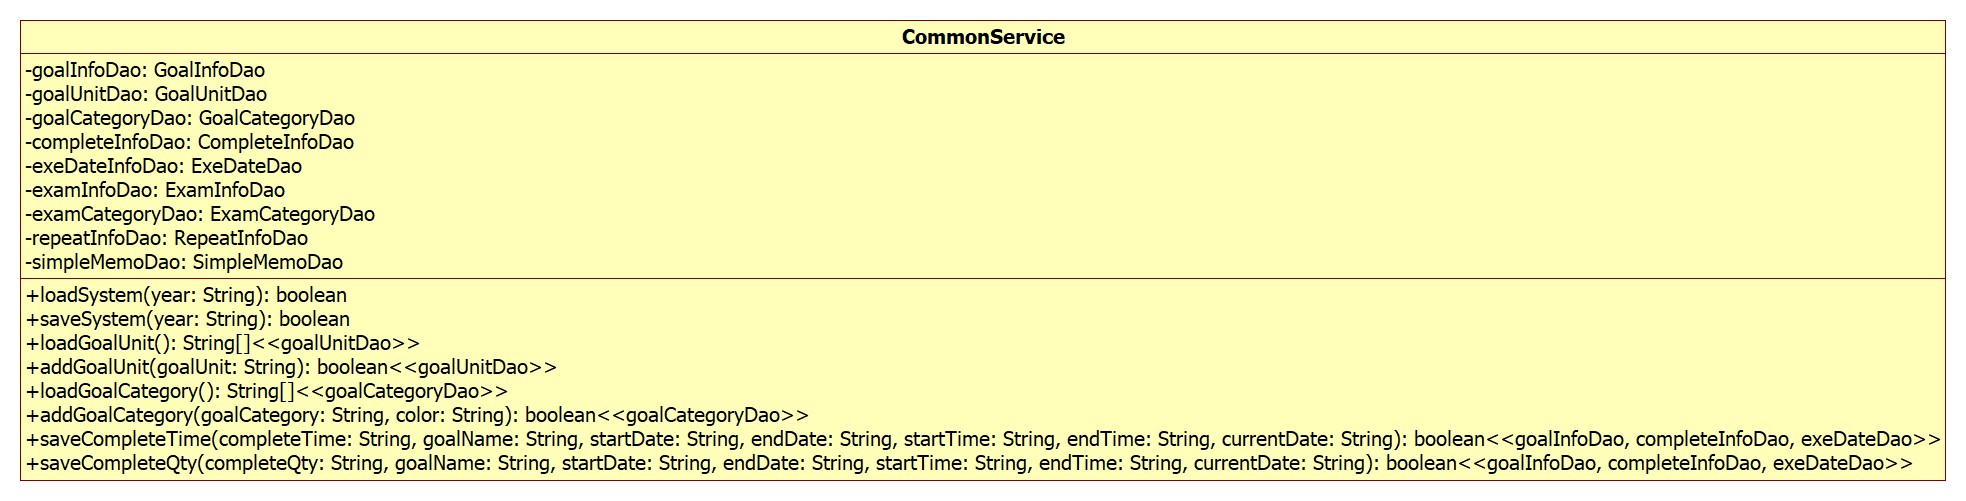 CommonService
-goalInfoDao: GoalInfoDao
-goalUnitDao: GoalUnitDao
-goalCategoryDao: GoalCategoryDao
-completeInfoDao: CompleteInfoDao
-exeDateInfoDao: ExeDateDao
-examInfoDao: ExamInfoDao
-examCategoryDao: ExamCategoryDao
-repeatInfoDao: RepeatInfoDao
-simpleMemoDao: SimpleMemoDao
+loadSystem(year: String): boolean
+saveSystem(year: String): boolean
+loadGoalUnit(): String[]<<goalUnitDao>>
+addGoalUnit(goalUnit: String): boolean<<goalUnitDao>>
+loadGoalCategory(): String[]<<goalCategoryDao>>
+addGoalCategory(goalCategory: String, color: String): boolean<<goalCategoryDao>>
+saveCompleteTime(completeTime: String, goalName: String, startDate: String, endDate: String, startTime: String, endTime: String, currentDate: String): boolean<<goalInfoDao, completeInfoDao, exeDateDao>>
+saveCompleteQty(completeQty: String, goalName: String, startDate: String, endDate: String, startTime: String, endTime: String, currentDate: String): boolean<<goalInfoDao, completeInfoDao, exeDateDao>>